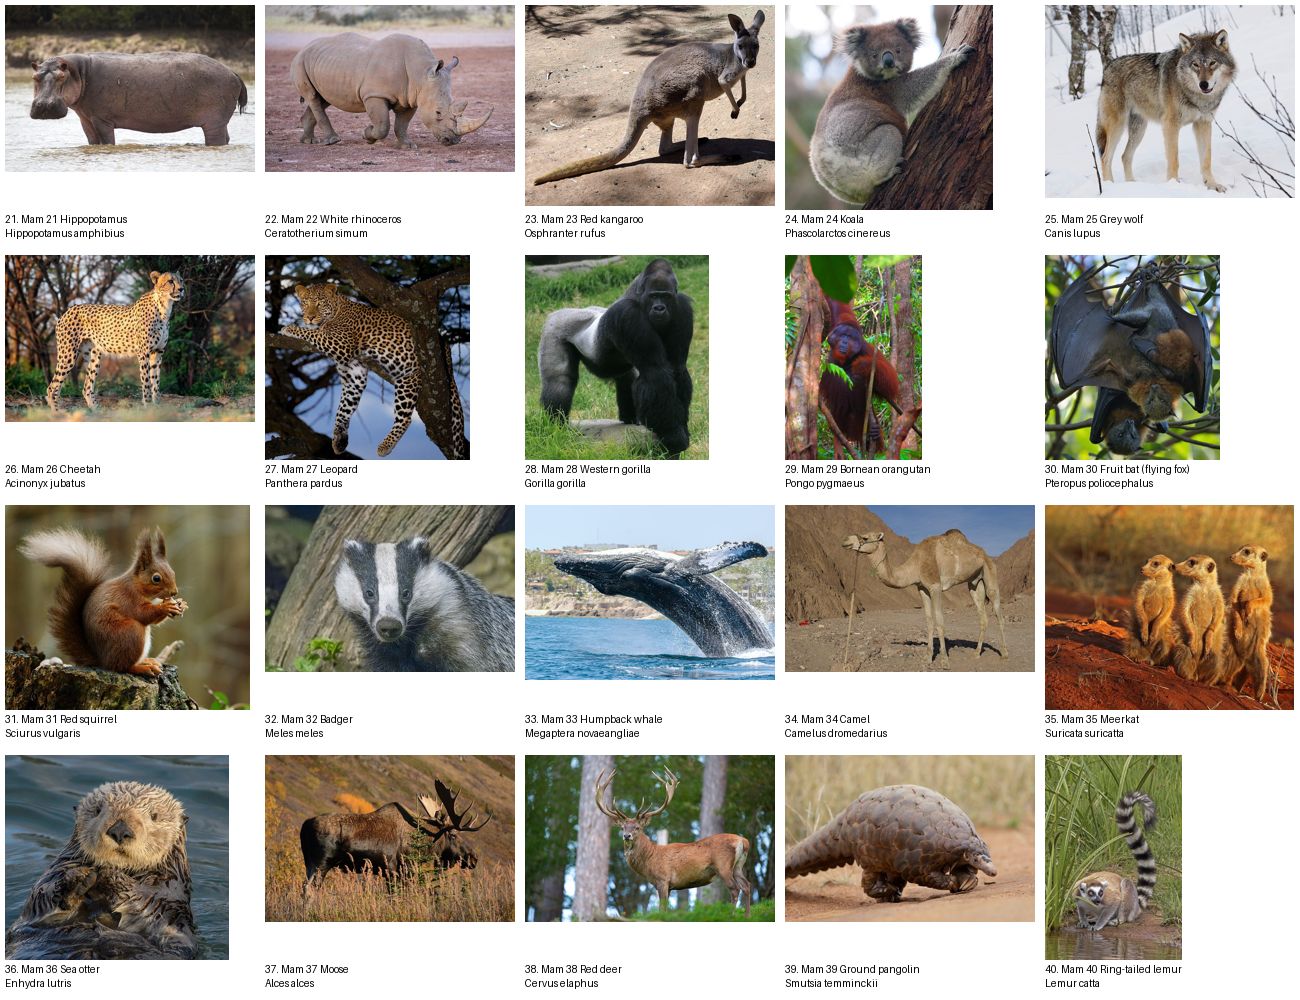 21. Mam 21 Hippopotamus
Hippopotamus amphibius
22. Mam 22 White rhinoceros
Ceratotherium simum
23. Mam 23 Red kangaroo
Osphranter rufus
24. Mam 24 Koala
Phascolarctos cinereus
25. Mam 25 Grey wolf
Canis lupus
26. Mam 26 Cheetah
Acinonyx jubatus
27. Mam 27 Leopard
Panthera pardus
28. Mam 28 Western gorilla
Gorilla gorilla
29. Mam 29 Bornean orangutan
Pongo pygmaeus
30. Mam 30 Fruit bat (flying fox)
Pteropus poliocephalus
31. Mam 31 Red squirrel
Sciurus vulgaris
32. Mam 32 Badger
Meles meles
33. Mam 33 Humpback whale
Megaptera novaeangliae
34. Mam 34 Camel
Camelus dromedarius
35. Mam 35 Meerkat
Suricata suricatta
36. Mam 36 Sea otter
Enhydra lutris
37. Mam 37 Moose
Alces alces
38. Mam 38 Red deer
Cervus elaphus
39. Mam 39 Ground pangolin
Smutsia temminckii
40. Mam 40 Ring-tailed lemur
Lemur catta